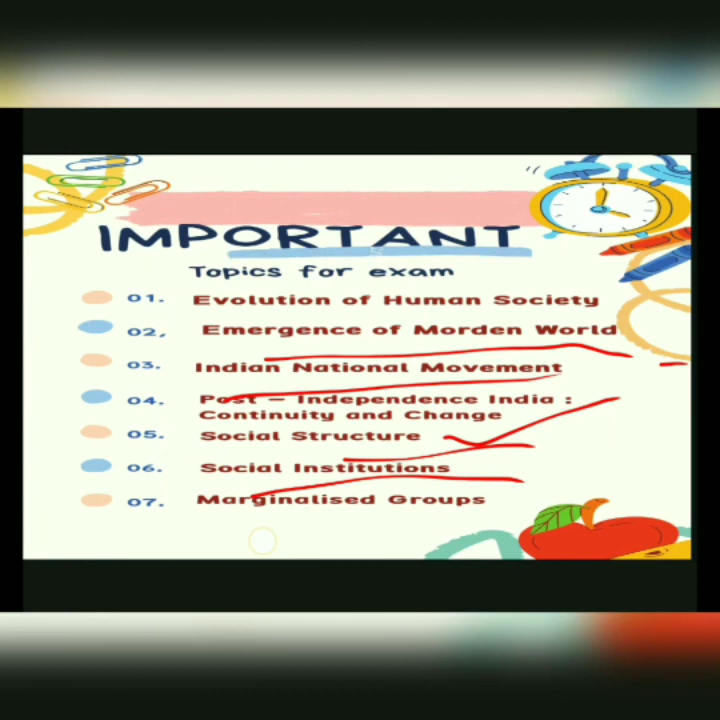 IMPORTANT
Topics for exam
01. Evolution of Human Society
02, Emergence of Morden World
03. Indian National Movement
04. Post – Independence India :
Continuity and Change
05. Social Structure
06. Social Institutions
07. Marginalised Groups